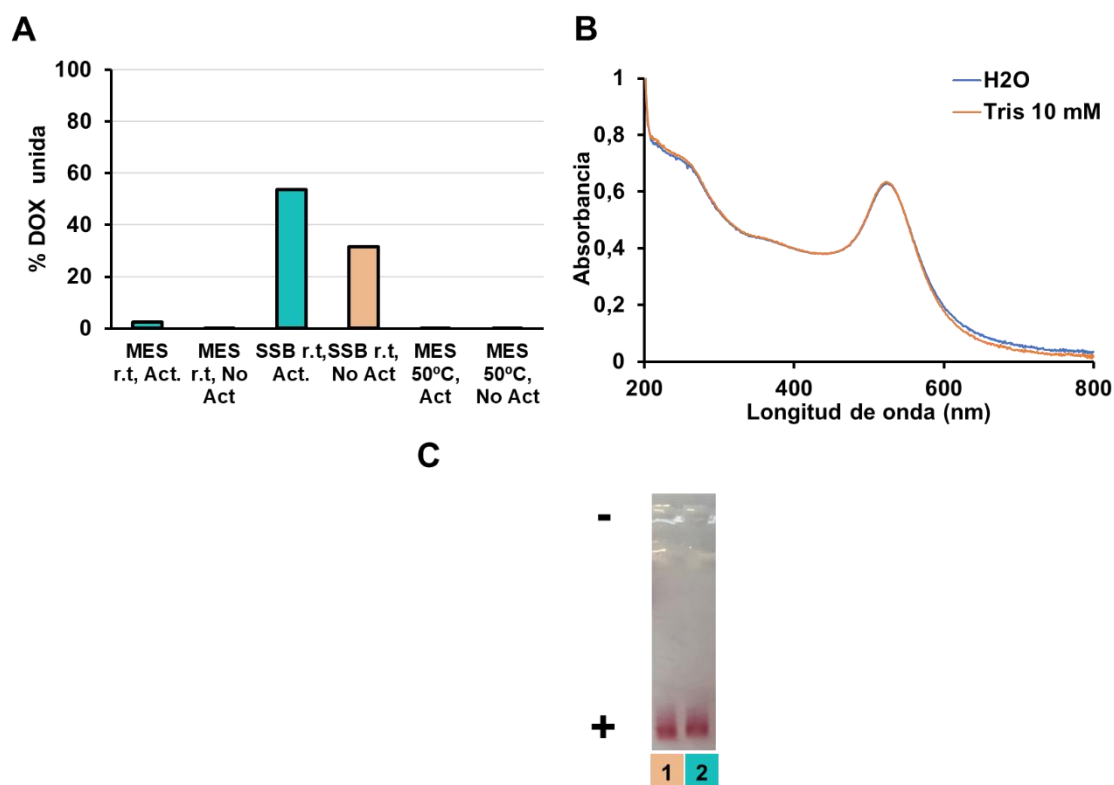 A
% DOX unida
100
80
60
40
20
0
MES
r.t, Act.
MES
r.t, No
Act
SSB r.t,
Act.
SSB r.t,
No Act
MES
50ºC,
Act
MES
50ºC,
No Act
B
Absorbancia
1
0,8
0,6
0,4
0,2
0
200
400
600
800
Longitud de onda (nm)
H2O
Tris 10 mM
C
-
+
1
2